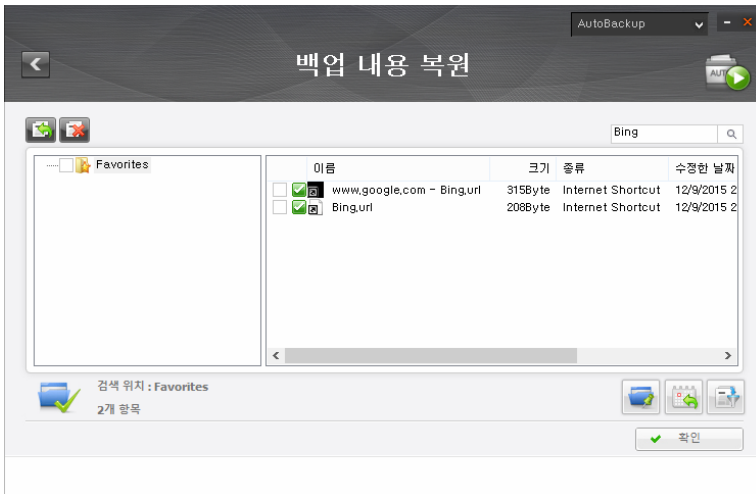 AutoBackup
백업 내용 복원
AUTO
Bing
Favorites
이름 크기 종류 수정한 날짜
www.google.com - Bing.url 315Byte Internet Shortcut 12/9/2015 2
Bing.url 208Byte Internet Shortcut 12/9/2015 2
검색 위치 : Favorites
2개 항목
확인